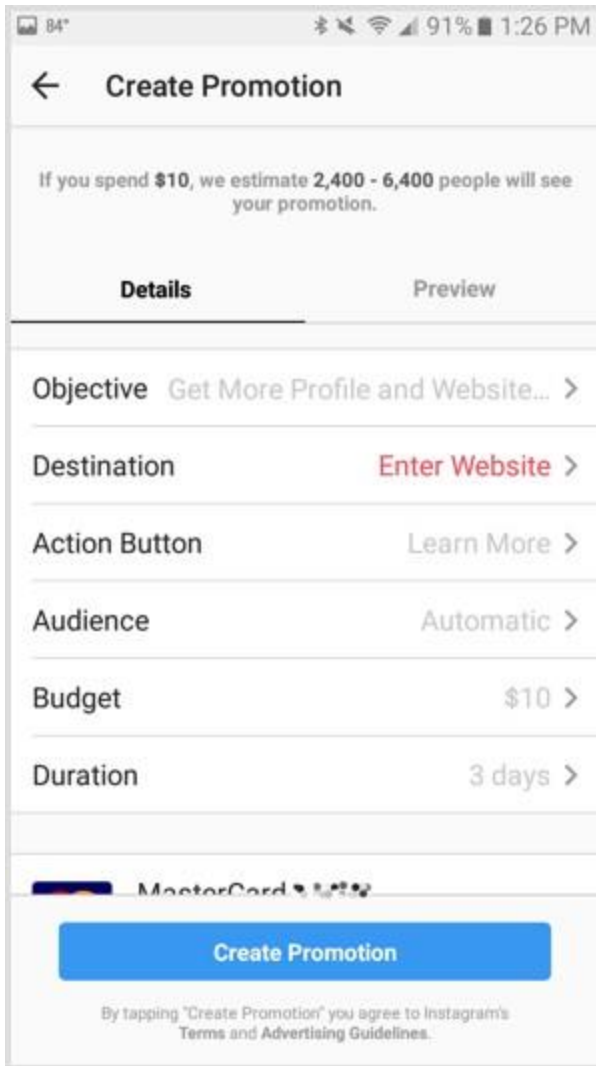 84° 91% 1:26 PM
Create Promotion
If you spend $10, we estimate 2,400 - 6,400 people will see
your promotion.
Details Preview
Objective Get More Profile and Website...
Destination Enter Website
Action Button Learn More
Audience Automatic
Budget $10
Duration 3 days
MasterCard
Create Promotion
By tapping "Create Promotion" you agree to Instagram's
Terms and Advertising Guidelines.